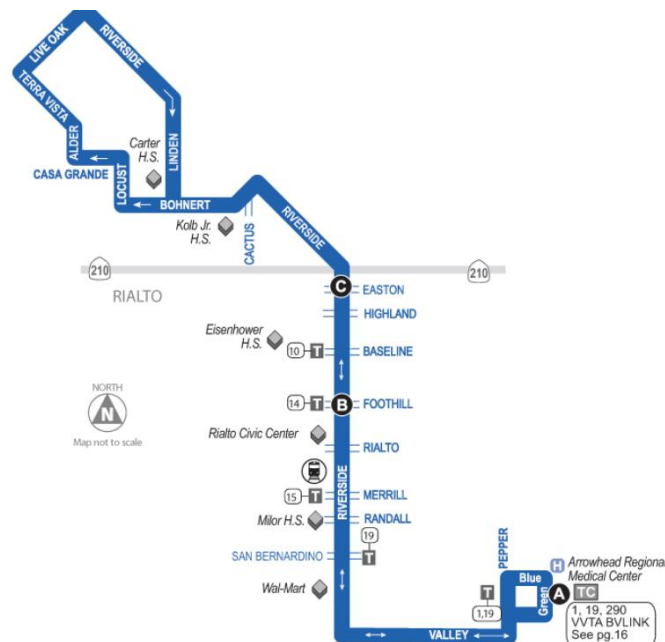 LIVE OAK
RIVERSIDE
TERRA VISTA
ALDER
Carter
H.S.
LINDEN
CASA GRANDE
LOCUST
BOHNERT
Kolb Jr.
H.S.
CACTUS
RIVERSIDE
210
210
RIALTO
C
EASTON
HIGHLAND
Eisenhower
H.S.
10
T
BASELINE
NORTH
N
Map not to scale
14
T
B
FOOTHILL
Rialto Civic Center
RIALTO
RIVERSIDE
15
T
MERRILL
Milor H.S.
RANDALL
19
T
SAN BERNARDINO
Wal-Mart
PEPPER
H
Arrowhead Regional
Medical Center
Blue
Green
A
TC
T
1,19
1, 19, 290
VVTA BVLINK
See pg.16
VALLEY